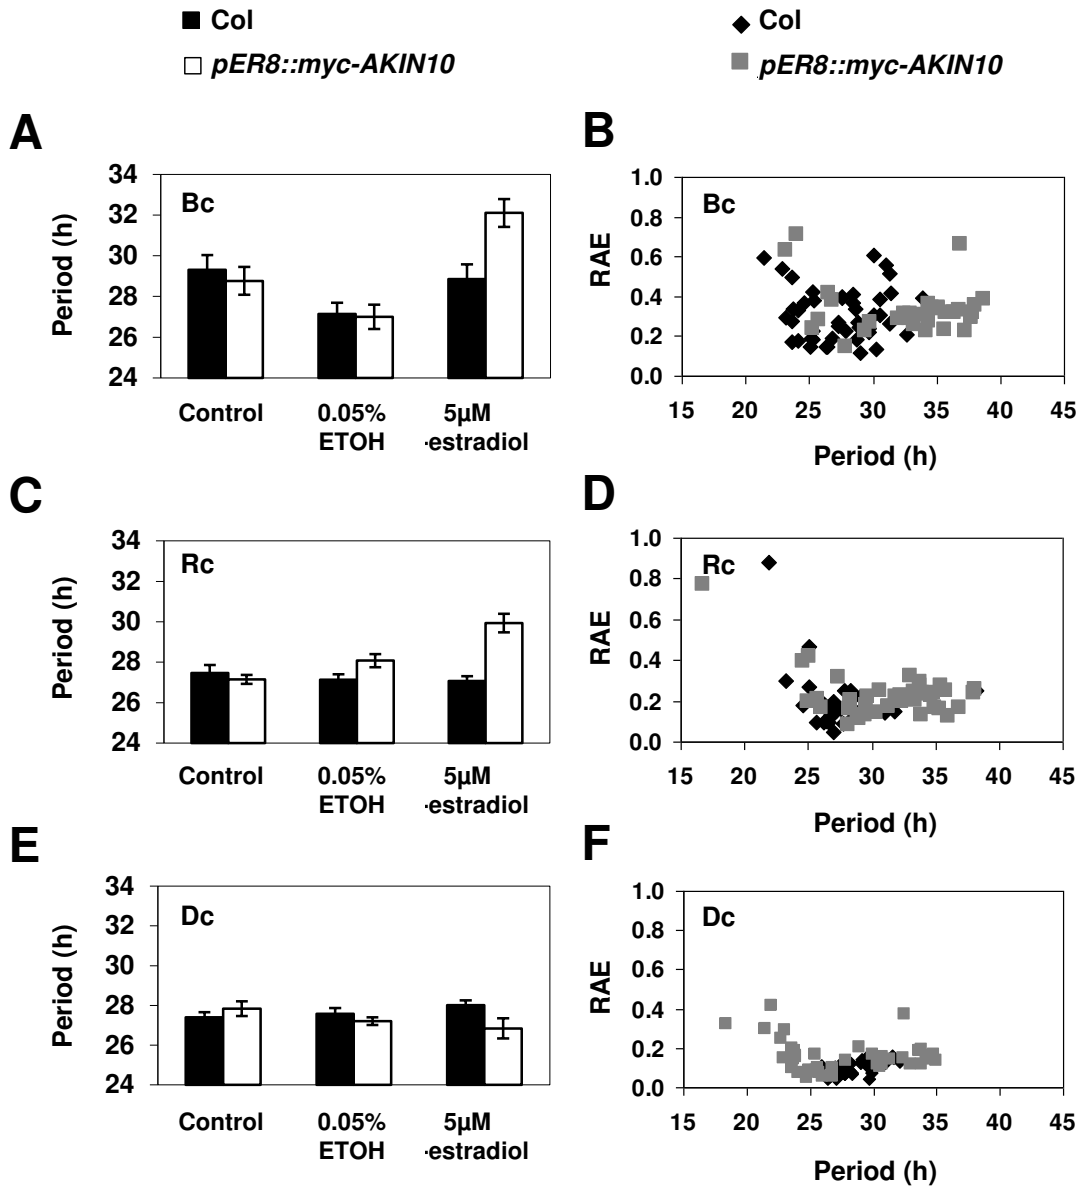 Col
pER8::myc-AKIN10
Col
pER8::myc-AKIN10
A
34
32
30
28
26
24
Period (h)
Bc
Control
0.05% ETOH
5µM -estradiol
B
1.0
0.8
0.6
0.4
0.2
0.0
RAE
Bc
15 20 25 30 35 40 45
Period (h)
C
34
32
30
28
26
24
Period (h)
Rc
Control
0.05% ETOH
5µM -estradiol
D
1.0
0.8
0.6
0.4
0.2
0.0
RAE
Rc
15 20 25 30 35 40 45
Period (h)
E
34
32
30
28
26
24
Period (h)
Dc
Control
0.05% ETOH
5µM -estradiol
F
1.0
0.8
0.6
0.4
0.2
0.0
RAE
Dc
15 20 25 30 35 40 45
Period (h)